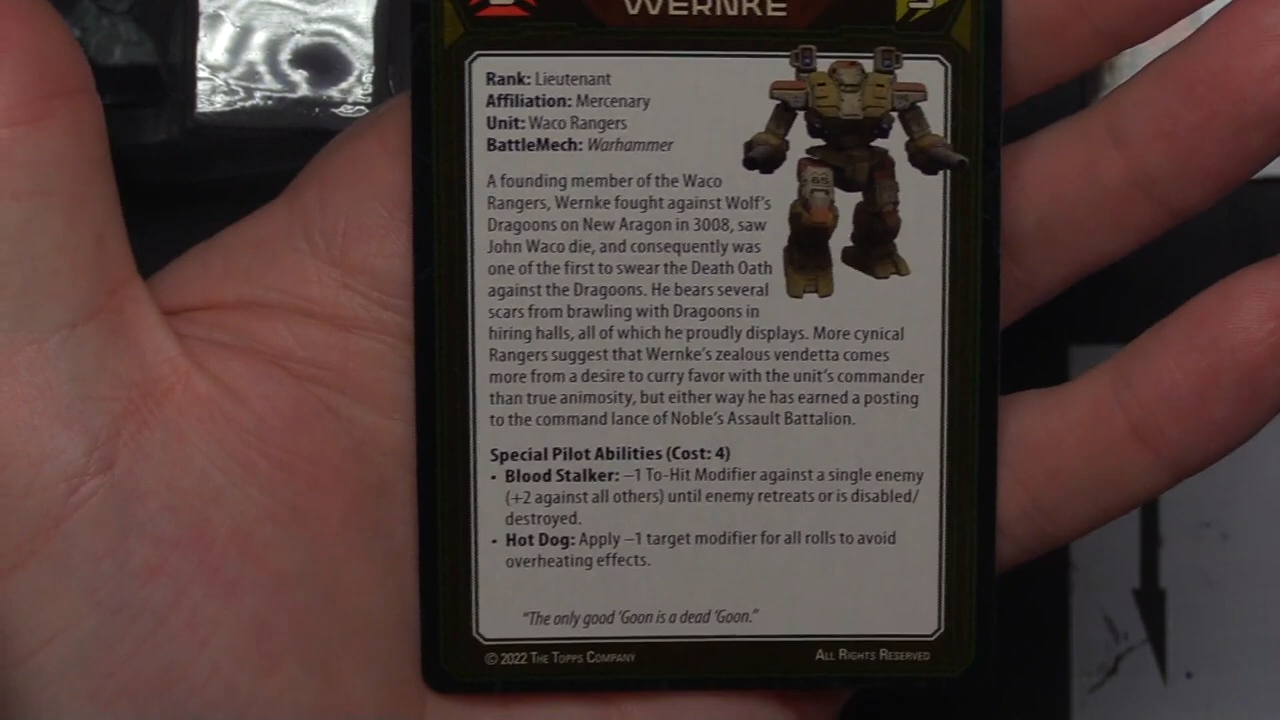 WERNKE
Rank: Lieutenant
Affiliation: Mercenary
Unit: Waco Rangers
BattleMech: Warhammer
A founding member of the Waco
Rangers, Wernke fought against Wolf's
Dragoons on New Aragon in 3008, saw
John Waco die, and consequently was
one of the first to swear the Death Oath
against the Dragoons. He bears several
scars from brawling with Dragoons in
hiring halls, all of which he proudly displays. More cynical
Rangers suggest that Wernke's zealous vendetta comes
more from a desire to curry favor with the unit's commander
than true animosity, but either way he has earned a posting
to the command lance of Noble's Assault Battalion.
Special Pilot Abilities (Cost: 4)
• Blood Stalker: –1 To-Hit Modifier against a single enemy
(+2 against all others) until enemy retreats or is disabled/
destroyed.
• Hot Dog: Apply –1 target modifier for all rolls to avoid
overheating effects.
"The only good 'Goon is a dead 'Goon."
© 2022 The Topps Company
All Rights Reserved